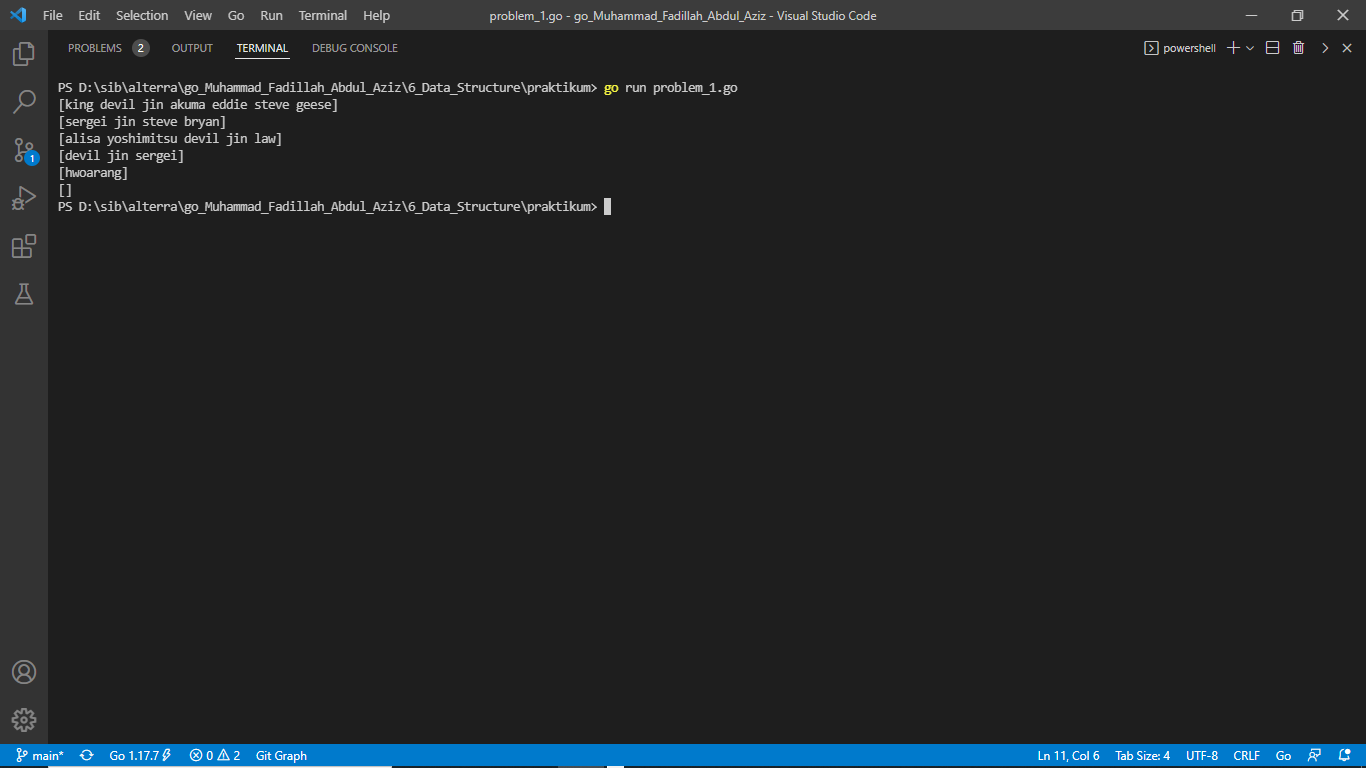 File Edit Selection View Go Run Terminal Help problem_1.go - go_Muhammad_Fadillah_Abdul_Aziz - Visual Studio Code
PROBLEMS 2 OUTPUT TERMINAL DEBUG CONSOLE powershell
PS D:\sib\alterra\go_Muhammad_Fadillah_Abdul_Aziz\6_Data_Structure\praktikum> go run problem_1.go
[king devil jin akuma eddie steve geese]
[sergei jin steve bryan]
[alisa yoshimitsu devil jin law]
[devil jin sergei]
[hwoarang]
[]
PS D:\sib\alterra\go_Muhammad_Fadillah_Abdul_Aziz\6_Data_Structure\praktikum>
1
main* Go 1.17.7 0 2 Git Graph Ln 11, Col 6 Tab Size: 4 UTF-8 CRLF Go